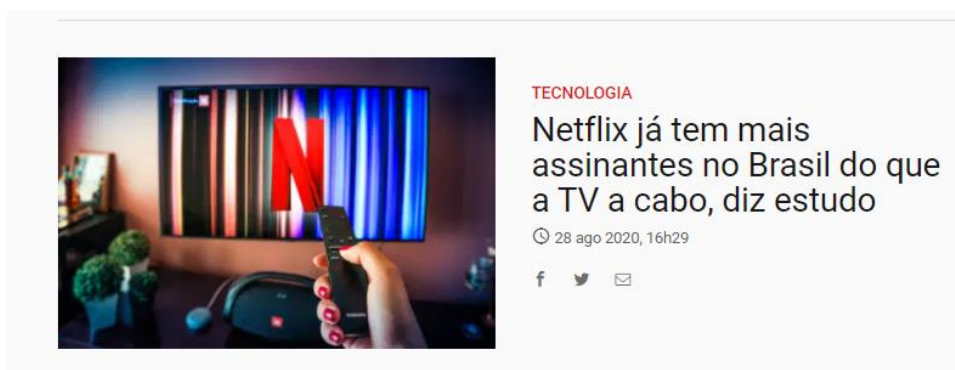 TECNOLOGIA
Netflix já tem mais
assinantes no Brasil do que
a TV a cabo, diz estudo
28 ago 2020, 16h29
N